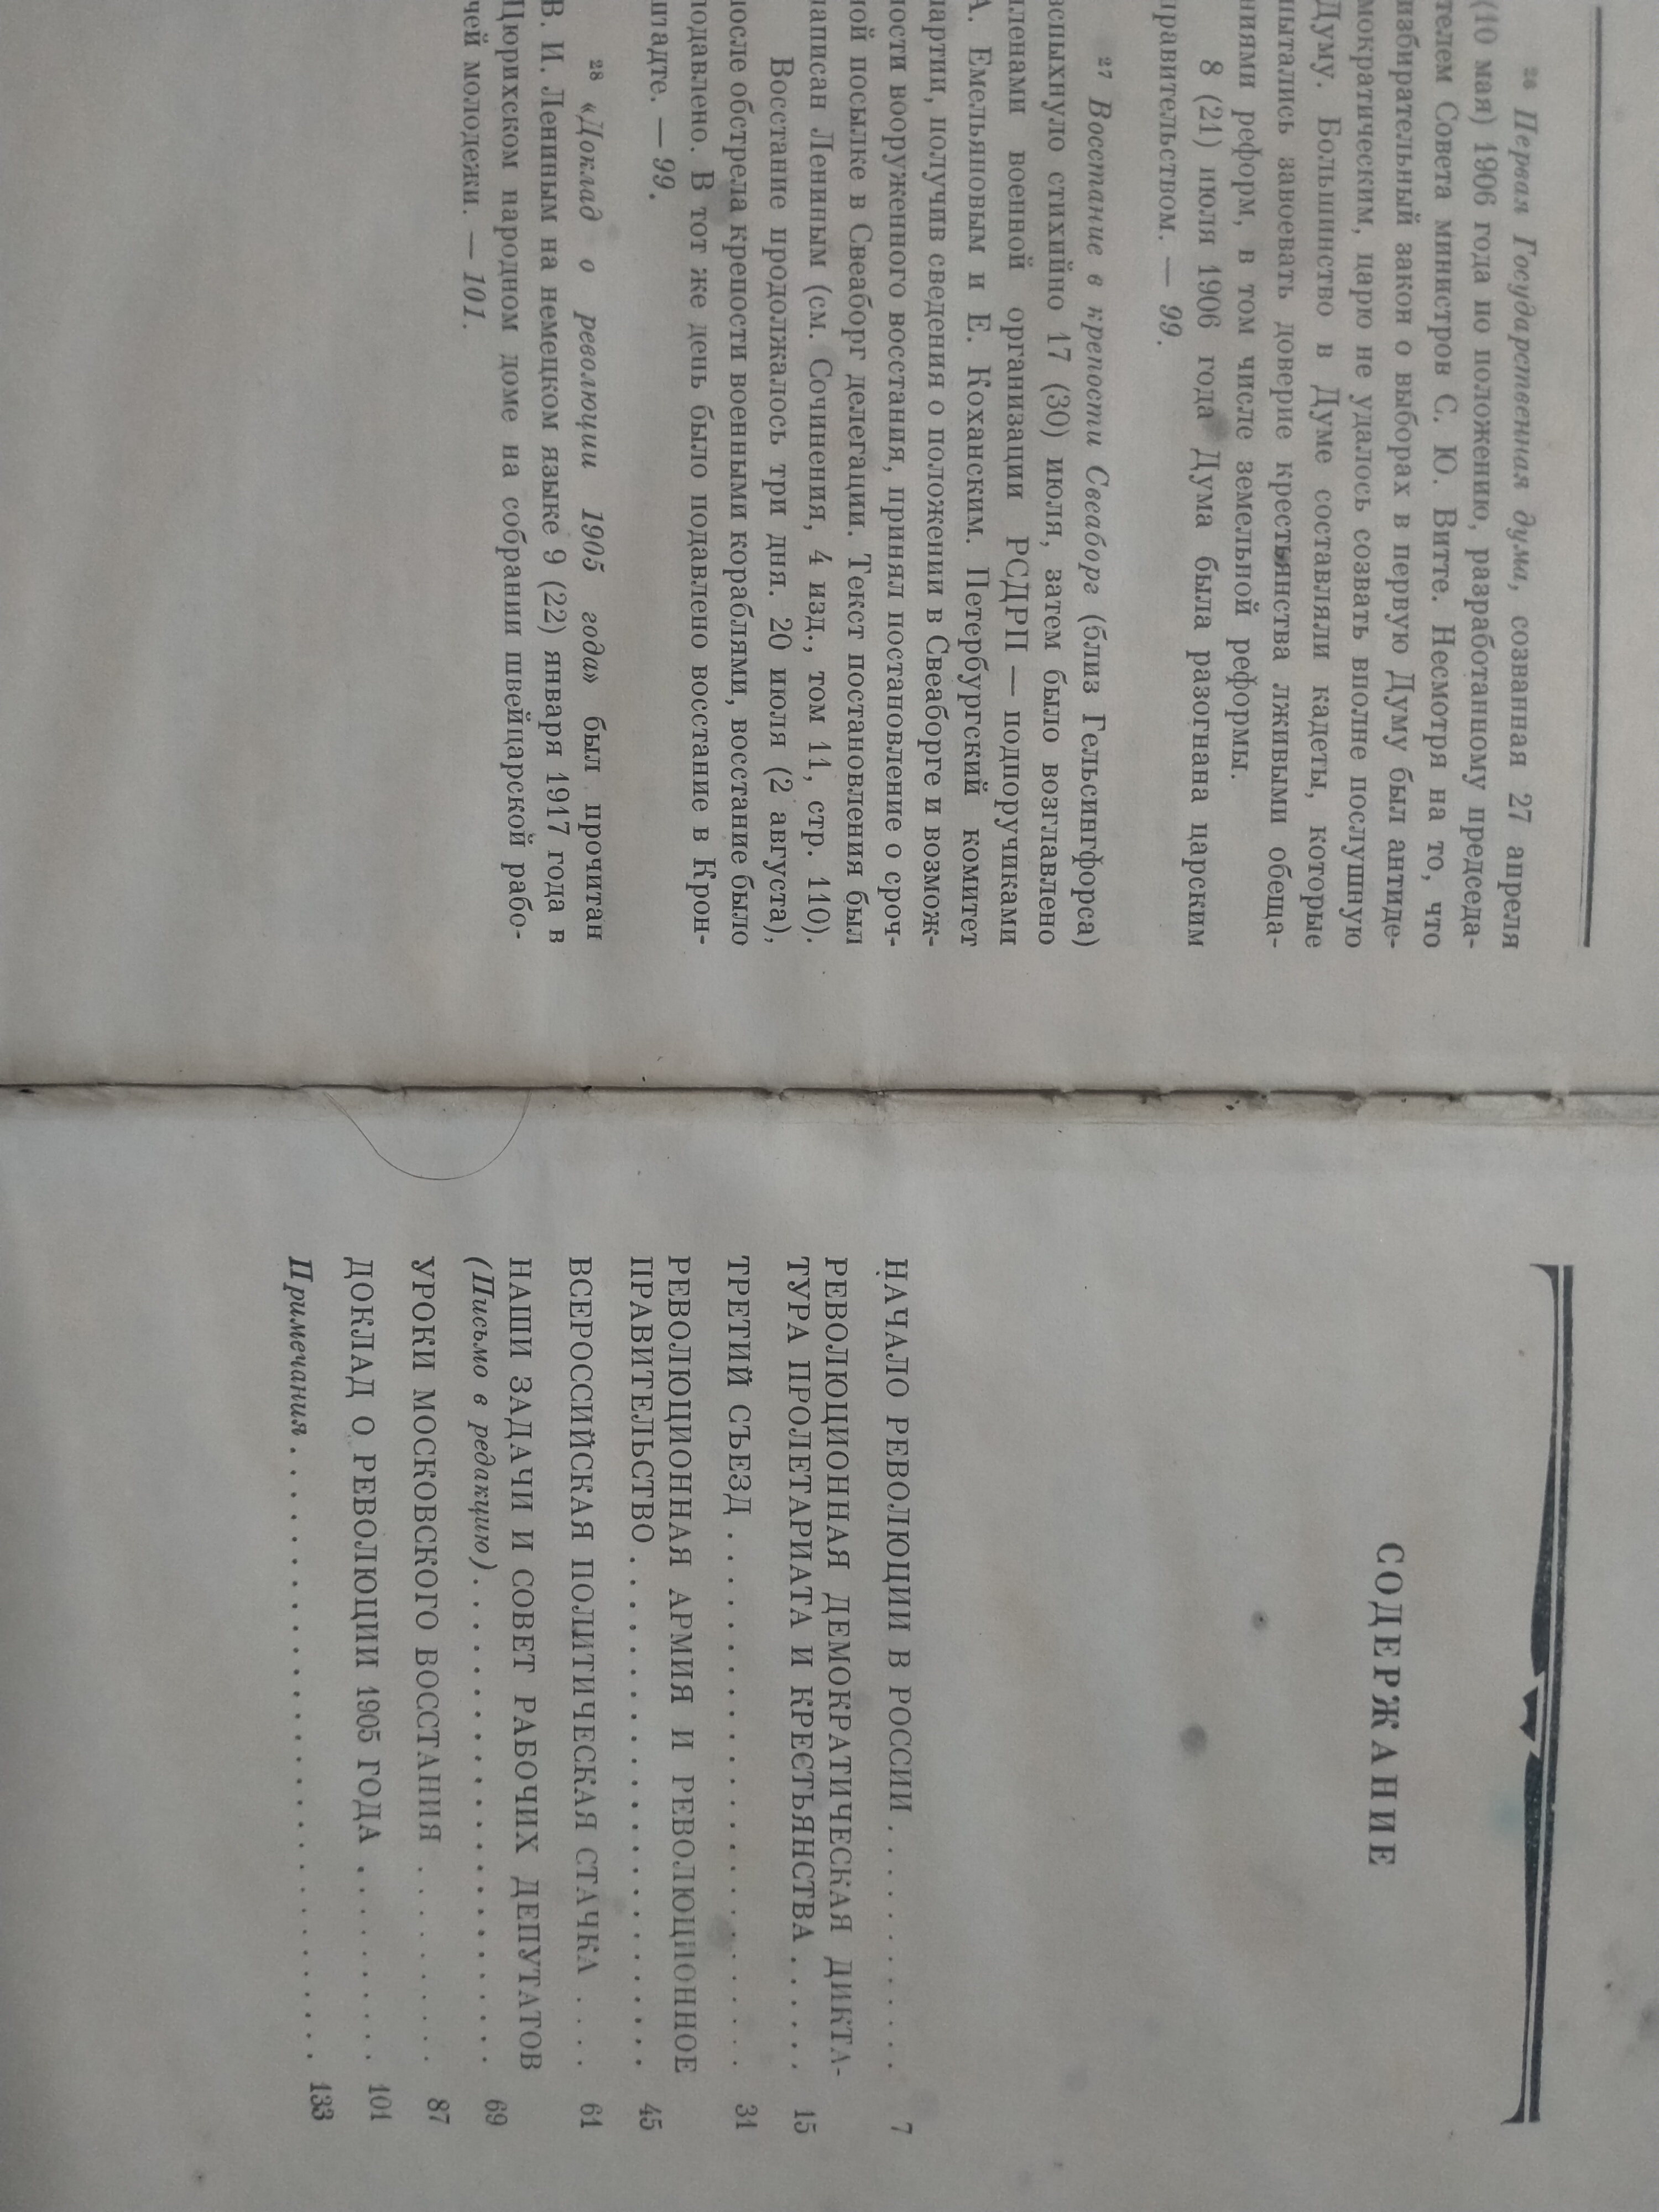 26 Первая Государственная дума, созванная 27 апреля
(10 мая) 1906 года по положению, разработанному председа-
телем Совета министров С. Ю. Витте. Несмотря на то, что
избирательный закон о выборах в первую Думу был антиде-
мократическим, царю не удалось созвать вполне послушную
Думу. Большинство в Думе составляли кадеты, которые
пытались завоевать доверие крестьянства лживыми обеща-
ниями реформ, в том числе земельной реформы.
8 (21) июля 1906 года Дума была разогнана царским
правительством. — 99.
27 Восстание в крепости Свеаборг (близ Гельсингфорса)
вспыхнуло стихийно 17 (30) июля, затем было возглавлено
членами военной организации РСДРП — подпоручиками
А. Емельяновым и Е. Коханским. Петербургский комитет
партии, получив сведения о положении в Свеаборге и возмож-
ности вооруженного восстания, принял постановление о сроч-
ной посылке в Свеаборг делегации. Текст постановления был
написан Лениным (см. Сочинения, 4 изд., том 11, стр. 110).
Восстание продолжалось три дня. 20 июля (2 августа),
после обстрела крепости военными кораблями, восстание было
подавлено. В тот же день было подавлено восстание в Крон-
штадте. — 99.
28 «Доклад о революции 1905 года» был прочитан
В. И. Лениным на немецком языке 9 (22) января 1917 года в
Цюрихском народном доме на собрании швейцарской рабо-
чей молодежи. — 101.
СОДЕРЖАНИЕ
НАЧАЛО РЕВОЛЮЦИИ В РОССИИ . . . . . . . . . 7
РЕВОЛЮЦИОННАЯ ДЕМОКРАТИЧЕСКАЯ ДИКТА-
ТУРА ПРОЛЕТАРИАТА И КРЕСТЬЯНСТВА . . . . . 15
ТРЕТИЙ СЪЕЗД . . . . . . . . . . . . . . . . . . 31
РЕВОЛЮЦИОННАЯ АРМИЯ И РЕВОЛЮЦИОННОЕ
ПРАВИТЕЛЬСТВО . . . . . . . . . . . . . . . . . 45
ВСЕРОССИЙСКАЯ ПОЛИТИЧЕСКАЯ СТАЧКА . . . . 61
НАШИ ЗАДАЧИ И СОВЕТ РАБОЧИХ ДЕПУТАТОВ
(Письмо в редакцию) . . . . . . . . . . . . . . . . 69
УРОКИ МОСКОВСКОГО ВОССТАНИЯ . . . . . . . 87
ДОКЛАД О РЕВОЛЮЦИИ 1905 ГОДА . . . . . . . . 101
Примечания . . . . . . . . . . . . . . . . . . . . . 133